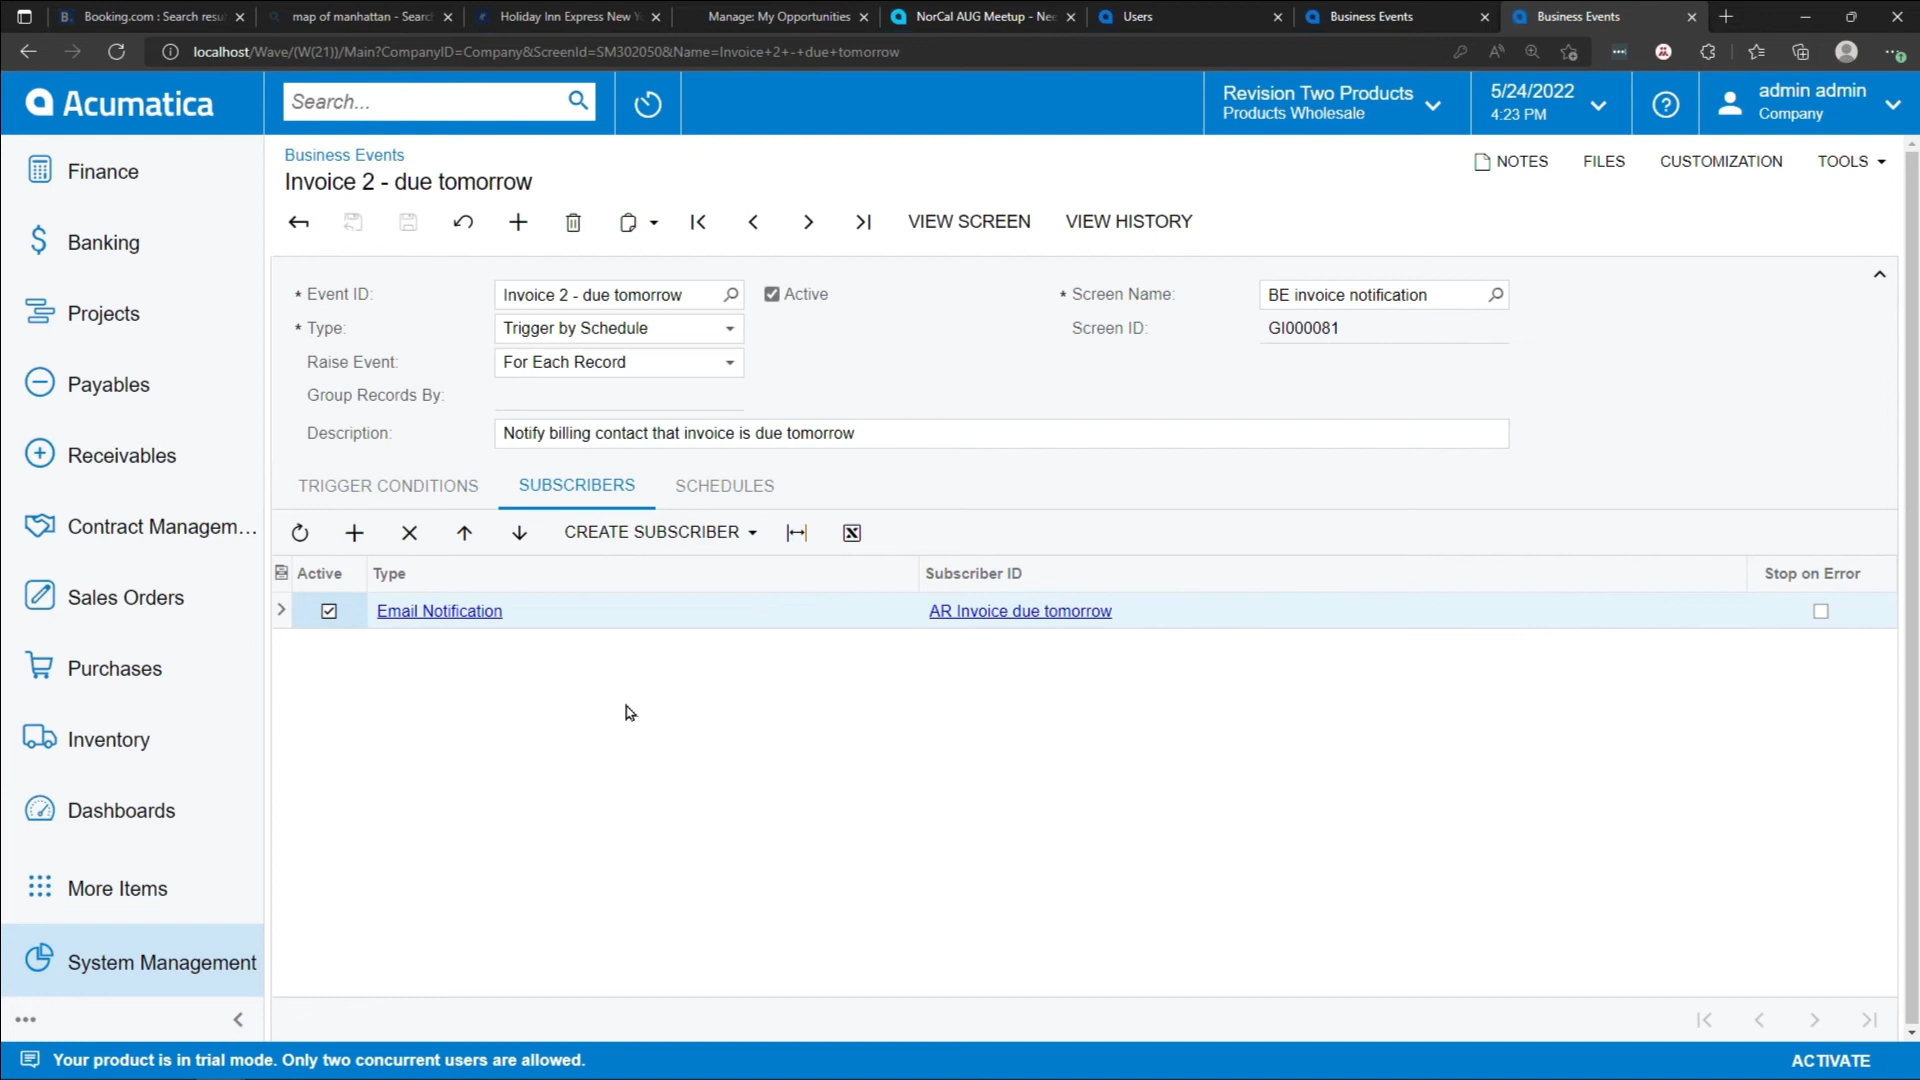 Booking.com : Search resu
map of manhattan - Search
Holiday Inn Express New Y
Manage: My Opportunities
NorCal AUG Meetup - Nee
Users
Business Events
Business Events
localhost/Wave/(W(21))/Main?CompanyID=Company&ScreenId=SM302050&Name=Invoice+2+-+due+tomorrow
Acumatica
Search...
Revision Two Products
Products Wholesale
5/24/2022
4:23 PM
admin admin
Company
Finance
Banking
Projects
Payables
Receivables
Contract Managem...
Sales Orders
Purchases
Inventory
Dashboards
More Items
System Management
Business Events
Invoice 2 - due tomorrow
NOTES FILES CUSTOMIZATION TOOLS
VIEW SCREEN VIEW HISTORY
* Event ID: Invoice 2 - due tomorrow Active * Screen Name: BE invoice notification
* Type: Trigger by Schedule Screen ID: GI000081
Raise Event: For Each Record
Group Records By:
Description: Notify billing contact that invoice is due tomorrow
TRIGGER CONDITIONS SUBSCRIBERS SCHEDULES
CREATE SUBSCRIBER
Active Type Subscriber ID Stop on Error
Email Notification AR Invoice due tomorrow
Your product is in trial mode. Only two concurrent users are allowed. ACTIVATE